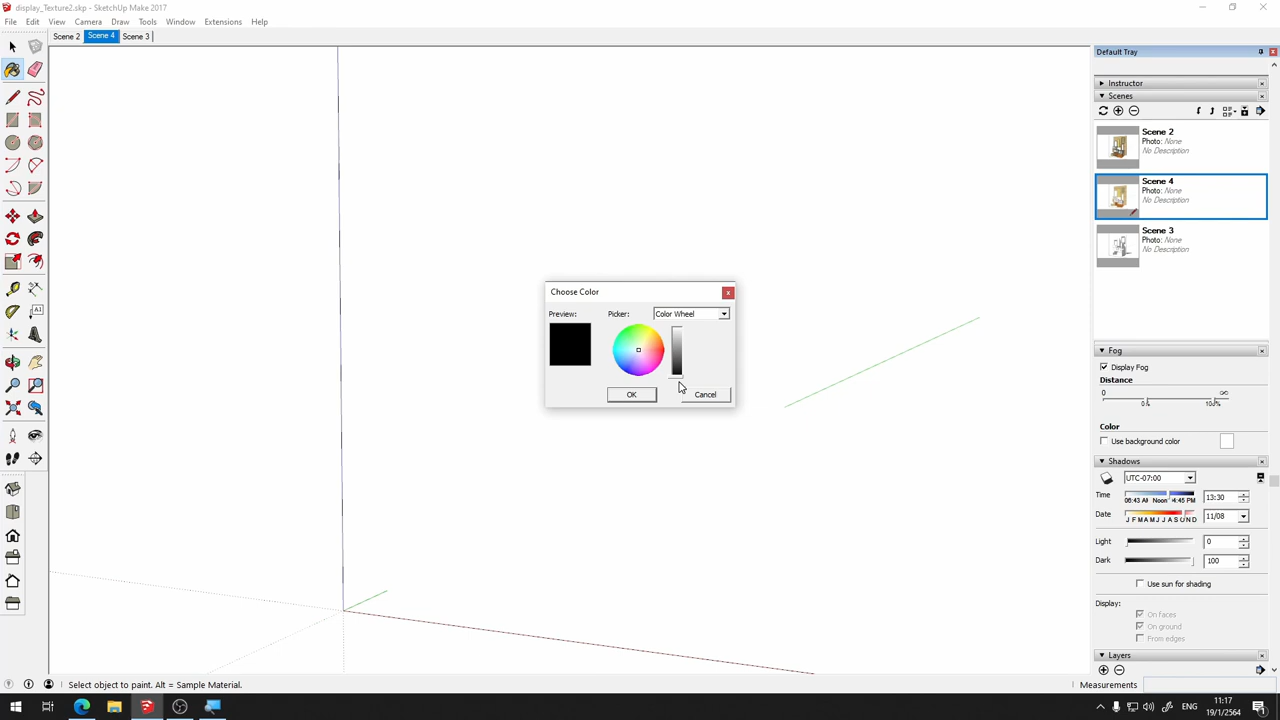 display_Texture2.skp - SketchUp Make 2017
File Edit View Camera Draw Tools Window Extensions Help
Scene 2 Scene 4 Scene 3
Default Tray
Instructor
Scenes
Scene 2
Photo: None
No Description
Scene 4
Photo: None
No Description
Scene 3
Photo: None
No Description
Choose Color
Preview:
Picker:
Color Wheel
OK
Cancel
Fog
Display Fog
Distance
0
∞
0%
100%
Color
Use background color
Shadows
UTC-07:00
Time
06:43 AM Noon 4:45 PM
13:30
Date
J F M A M J J A S O N D
11/08
Light
0
Dark
100
Use sun for shading
Display:
On faces
On ground
From edges
Layers
Select object to paint. Alt = Sample Material.
Measurements
ENG
11:17
19/1/2564